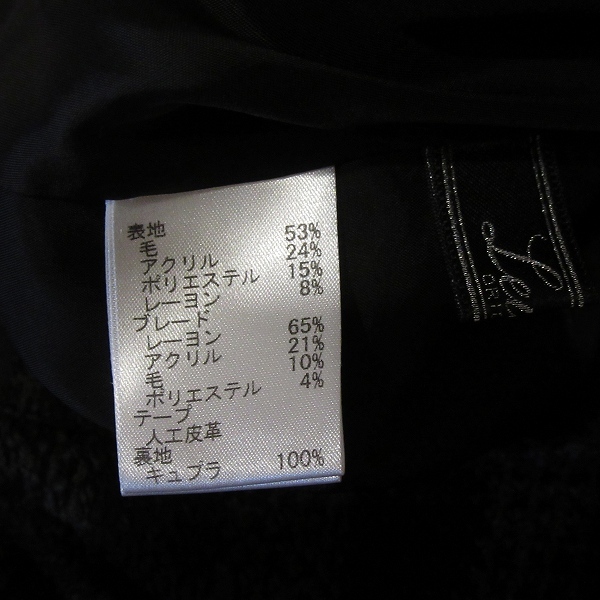 表地
毛 53%
アクリル 24%
ポリエステル 15%
レーヨン 8%
ブレード
レーヨン 65%
アクリル 21%
毛 10%
ポリエステル 4%
テープ
人工皮革
裏地
キュプラ 100%